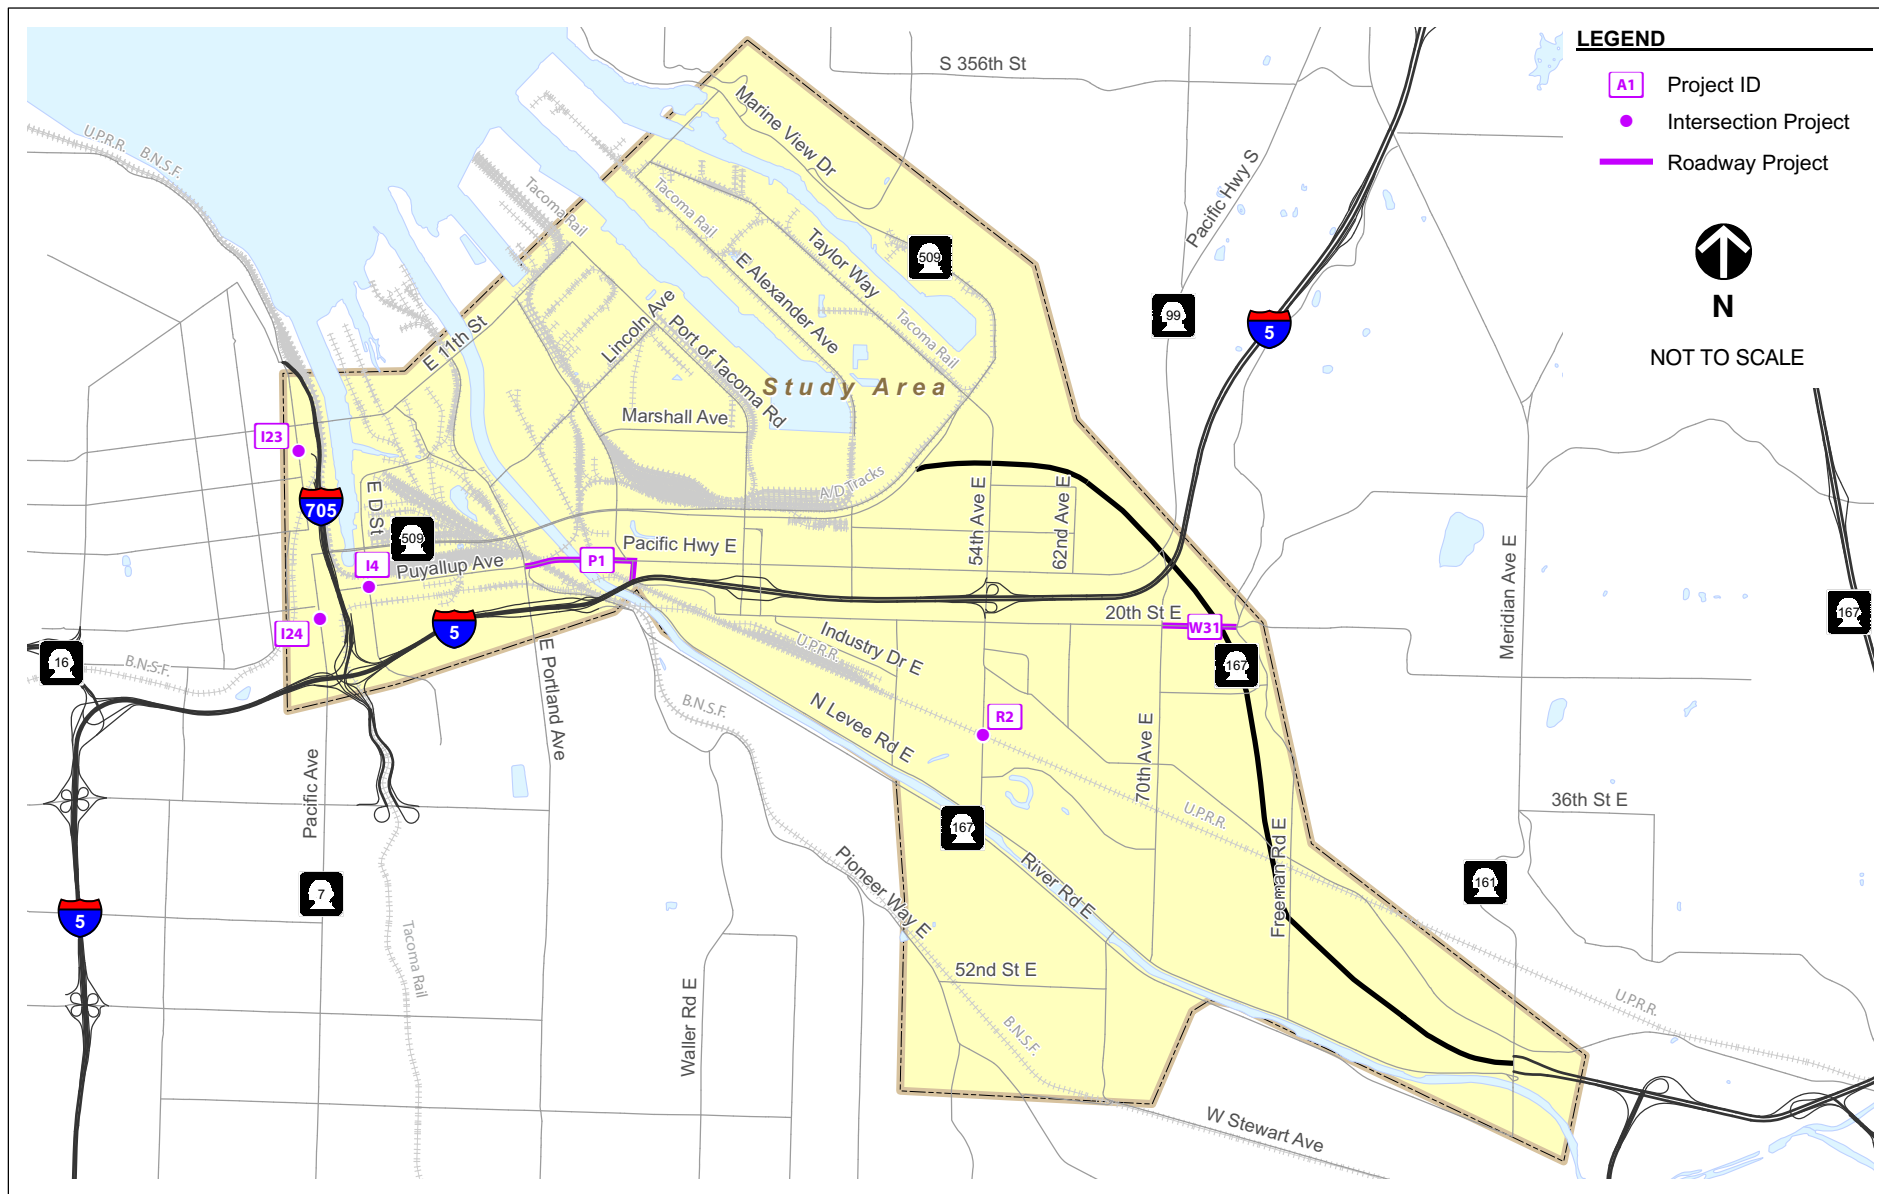 LEGEND
A1 Project ID
Intersection Project
Roadway Project
N
NOT TO SCALE
S 356th St
Marine View Dr
U.P.R.R.
B.N.S.F.
Tacoma Rail
Tacoma Rail
Pacific Hwy S
Taylor Way
509
E Alexander Ave
99
5
Tacoma Rail
Lincoln Ave
Port of Tacoma Rd
E 11th St
Study Area
Marshall Ave
I23
A/D Tracks
705
E D St
509
54th Ave E
62nd Ave E
Pacific Hwy E
P1
I4
Puyallup Ave
Meridian Ave E
167
20th St E
W31
I24
5
Industry Dr E
U.P.R.R.
16
B.N.S.F.
E Portland Ave
167
B.N.S.F.
N Levee Rd E
R2
70th Ave E
Pacific Ave
36th St E
U.P.R.R.
167
Freeman Rd E
7
Pioneer Way E
River Rd E
161
5
Tacoma Rail
52nd St E
Waller Rd E
B.N.S.F.
U.P.R.R.
W Stewart Ave